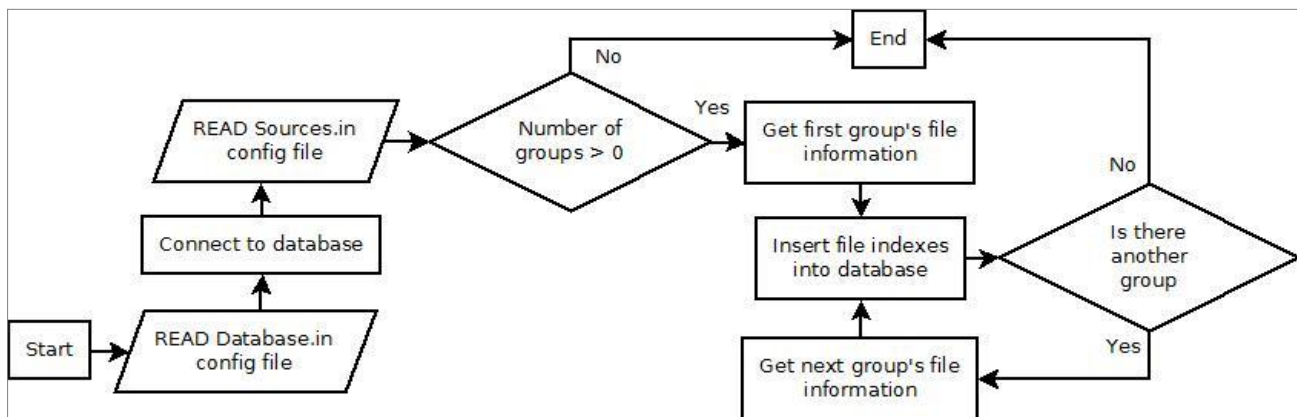 Start
READ Database.in
config file
Connect to database
READ Sources.in
config file
Number of
groups > 0
No
End
Yes
Get first group's file
information
Insert file indexes
into database
Is there
another
group
No
Yes
Get next group's file
information